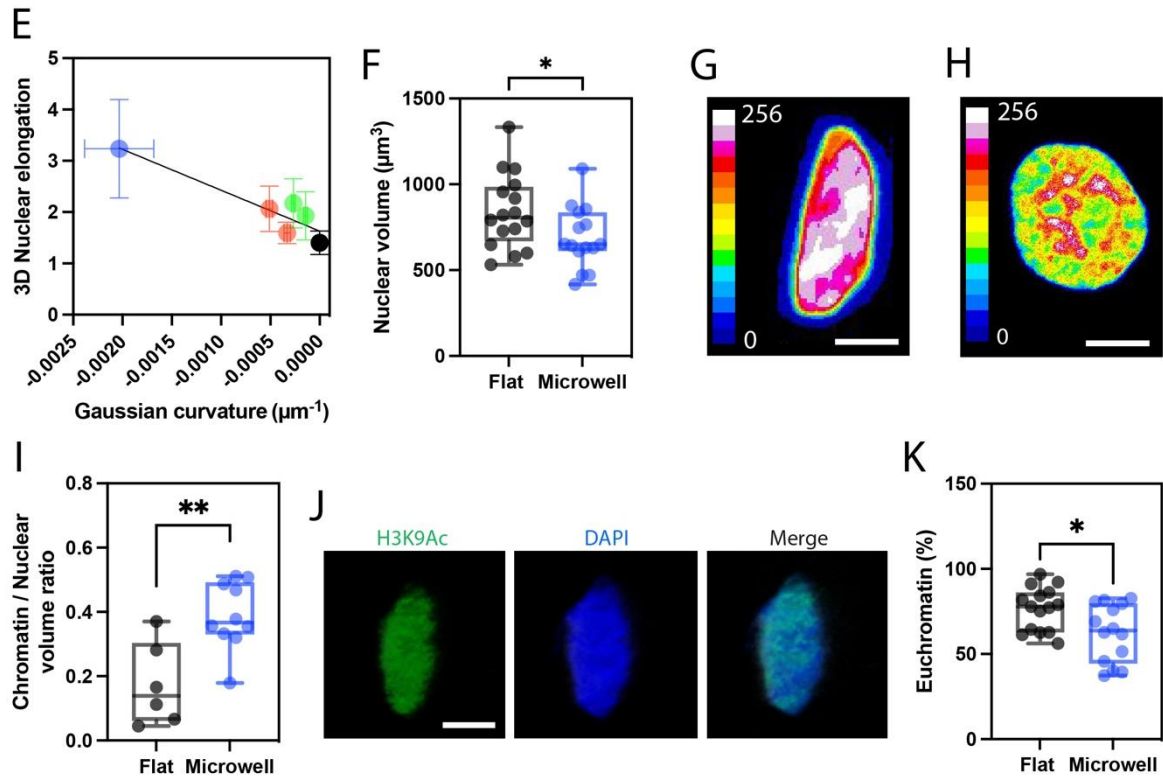 E
5
4
3
2
1
0
3D Nuclear elongation
-0.0025
-0.0020
-0.0015
-0.0010
-0.0005
0.0000
Gaussian curvature (µm⁻¹)
F
*
1500
1000
500
0
Nuclear volume (µm³)
Flat
Microwell
G
256
0
H
256
0
I
0.8
0.6
0.4
0.2
0.0
Chromatin / Nuclear
volume ratio
**
Flat
Microwell
J
H3K9Ac
DAPI
Merge
K
150
100
50
0
Euchromatin (%)
*
Flat
Microwell